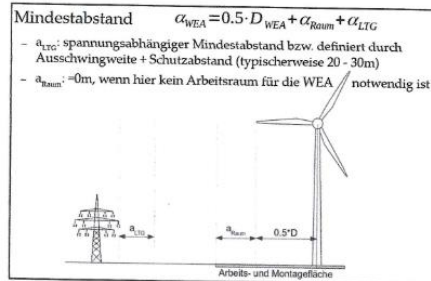 Mindestabstand α_WEA=0.5·D_WEA+α_Raum+α_LTG
– a_LTG: spannungsabhängiger Mindestabstand bzw. definiert durch
Ausschwingweite + Schutzabstand (typischerweise 20 - 30m)
– a_Raum: =0m, wenn hier kein Arbeitsraum für die WEA notwendig ist
a_LTG a_Raum 0.5*D
Arbeits- und Montagefläche